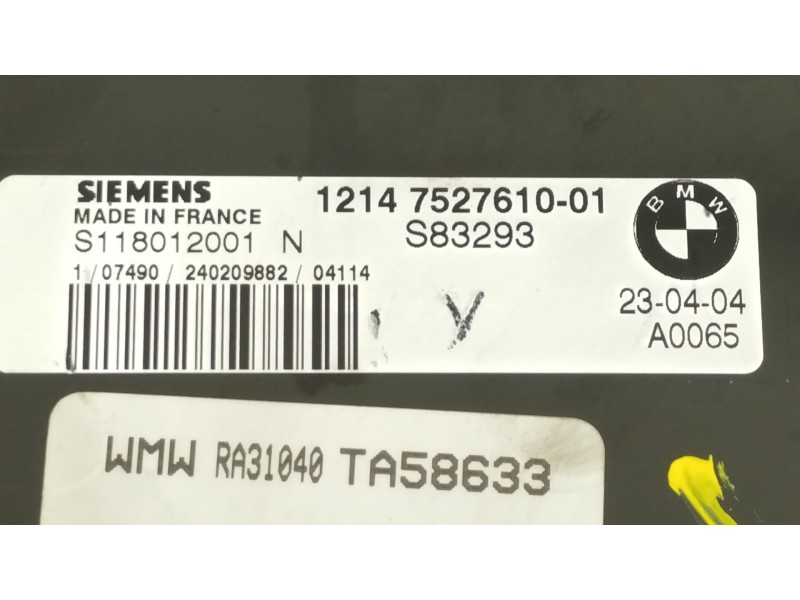 SIEMENS
MADE IN FRANCE
S118012001 N
1/07490/240209882/04114
1214 7527610-01
S83293
BMW
23-04-04
A0065
Y
WMW RA31040 TA58633